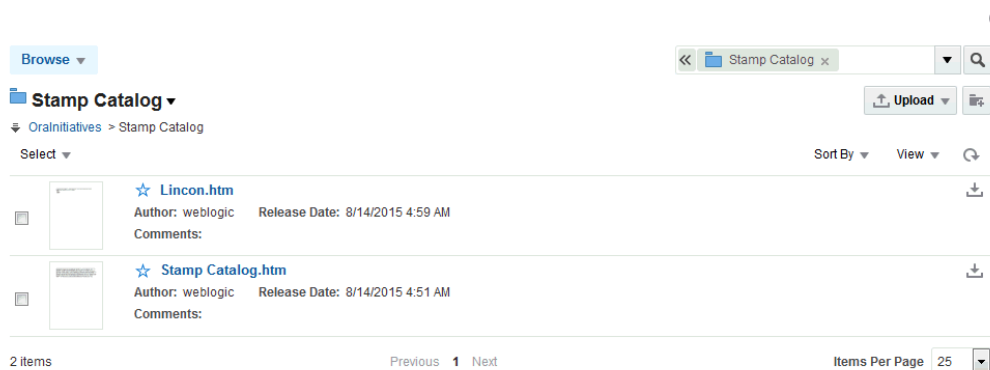 Browse
Stamp Catalog x
Stamp Catalog
Upload
OraInitiatives > Stamp Catalog
Select
Sort By View
Lincon.htm
Author: weblogic Release Date: 8/14/2015 4:59 AM
Comments:
Stamp Catalog.htm
Author: weblogic Release Date: 8/14/2015 4:51 AM
Comments:
2 items Previous 1 Next Items Per Page 25